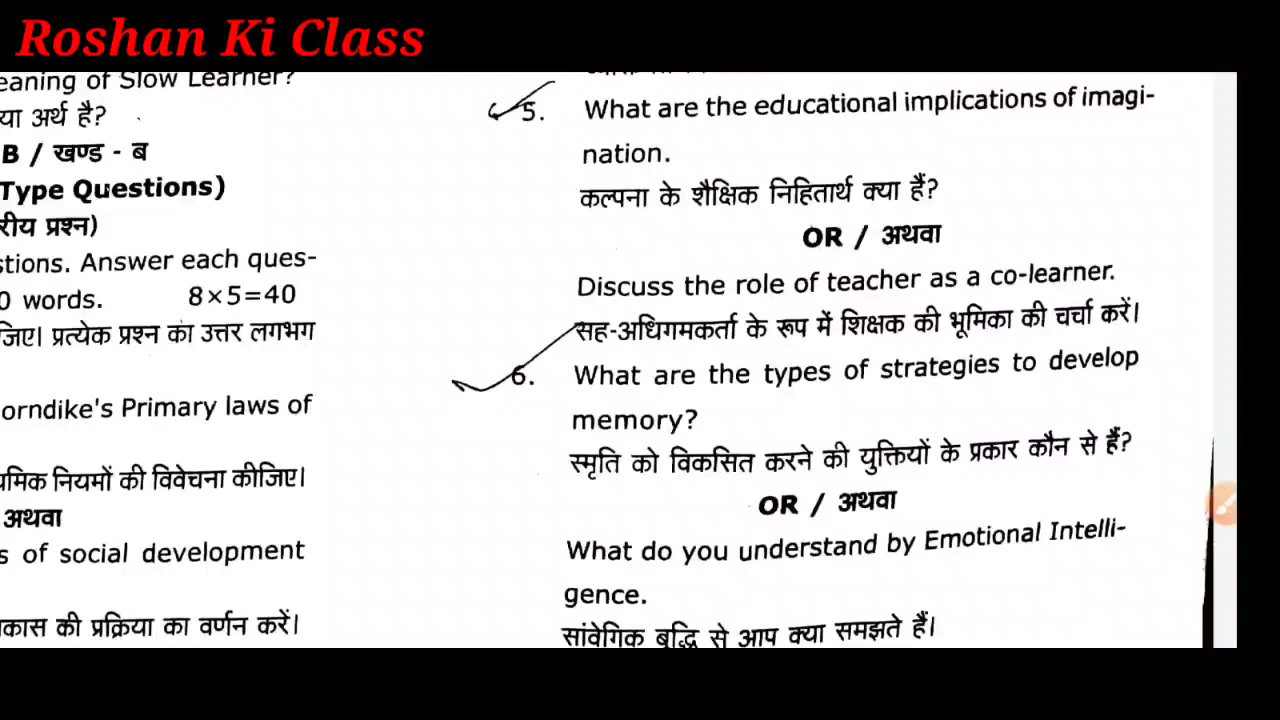 Roshan Ki Class
eaning of Slow Learner?
या अर्थ है?
B / खण्ड - ब
Type Questions)
रीय प्रश्न)
stions. Answer each ques-
0 words. 8×5=40
जिए। प्रत्येक प्रश्न का उत्तर लगभग
orndike's Primary laws of
थमिक नियमों की विवेचना कीजिए।
अथवा
s of social development
कास की प्रक्रिया का वर्णन करें।
5. What are the educational implications of imagi-
nation.
कल्पना के शैक्षिक निहितार्थ क्या हैं?
OR / अथवा
Discuss the role of teacher as a co-learner.
सह-अधिगमकर्ता के रूप में शिक्षक की भूमिका की चर्चा करें।
6. What are the types of strategies to develop
memory?
स्मृति को विकसित करने की युक्तियों के प्रकार कौन से हैं?
OR / अथवा
What do you understand by Emotional Intelli-
gence.
सांवेगिक बुद्धि से आप क्या समझते हैं।